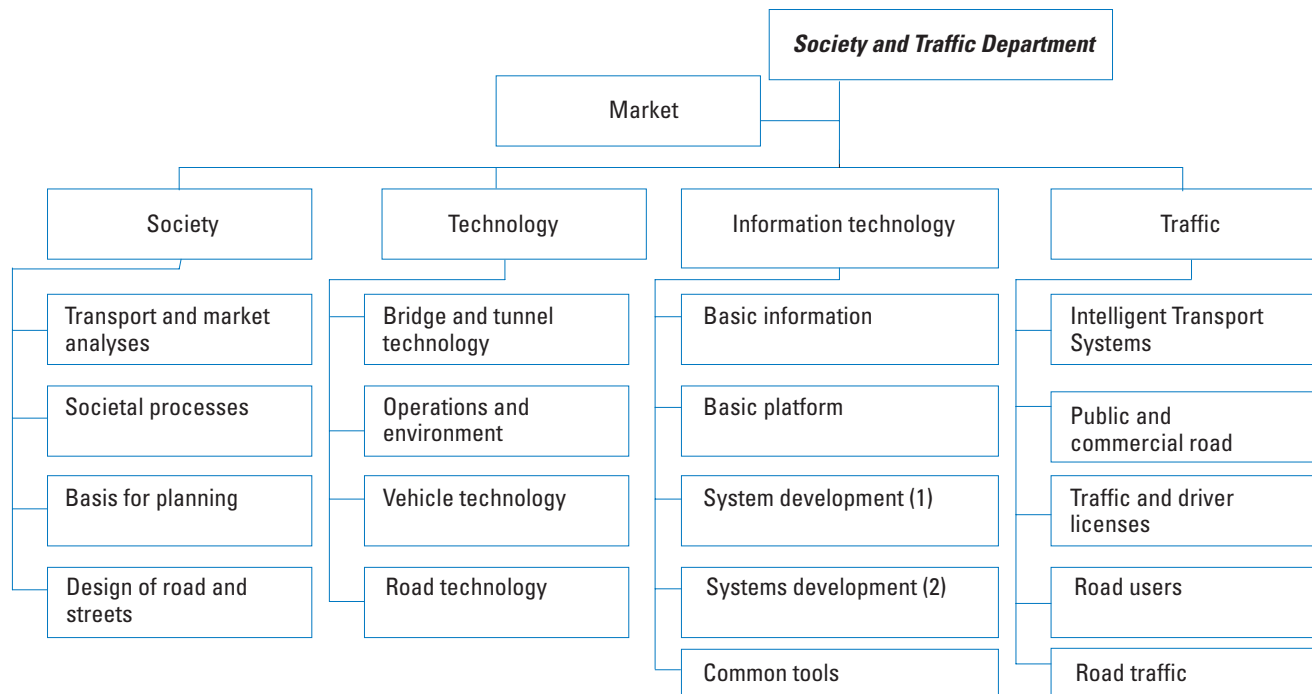 Society and Traffic Department
Market
Society
Technology
Information technology
Traffic
Transport and market
analyses
Societal processes
Basis for planning
Design of road and
streets
Bridge and tunnel
technology
Operations and
environment
Vehicle technology
Road technology
Basic information
Basic platform
System development (1)
Systems development (2)
Common tools
Intelligent Transport
Systems
Public and
commercial road
Traffic and driver
licenses
Road users
Road traffic